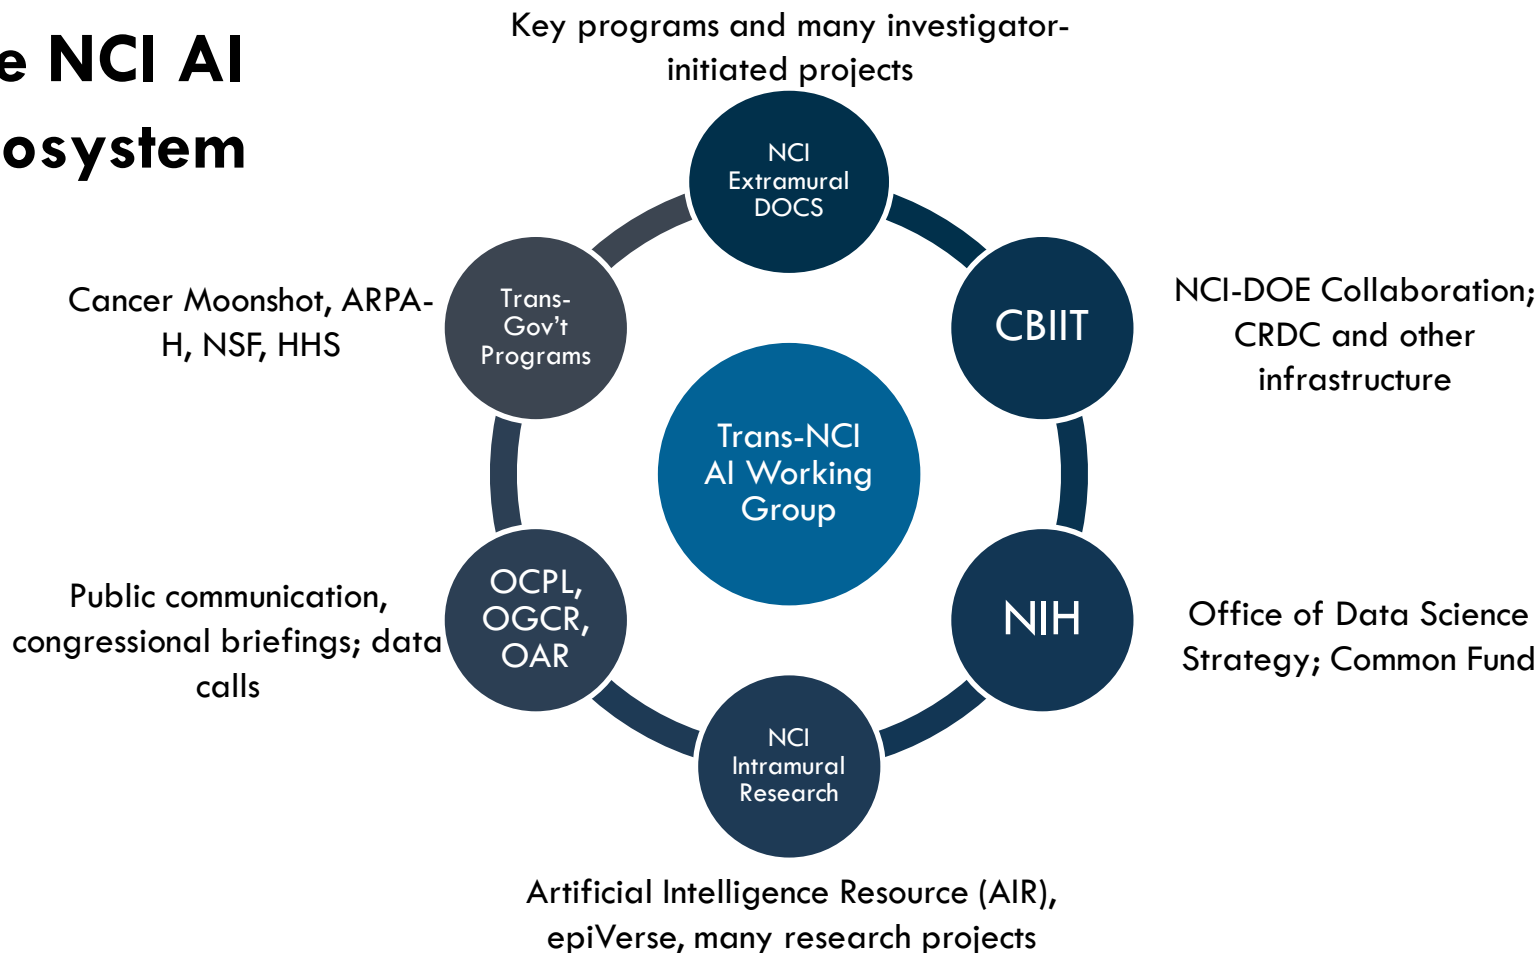 e NCI AI
osystem
Key programs and many investigator-
initiated projects
NCI
Extramural
DOCS
CBIIT
NCI-DOE Collaboration;
CRDC and other
infrastructure
NIH
Office of Data Science
Strategy; Common Fund
NCI
Intramural
Research
Artificial Intelligence Resource (AIR),
epiVerse, many research projects
OCPL,
OGCR,
OAR
Public communication,
congressional briefings; data
calls
Trans-
Gov’t
Programs
Cancer Moonshot, ARPA-
H, NSF, HHS
Trans-NCI
AI Working
Group